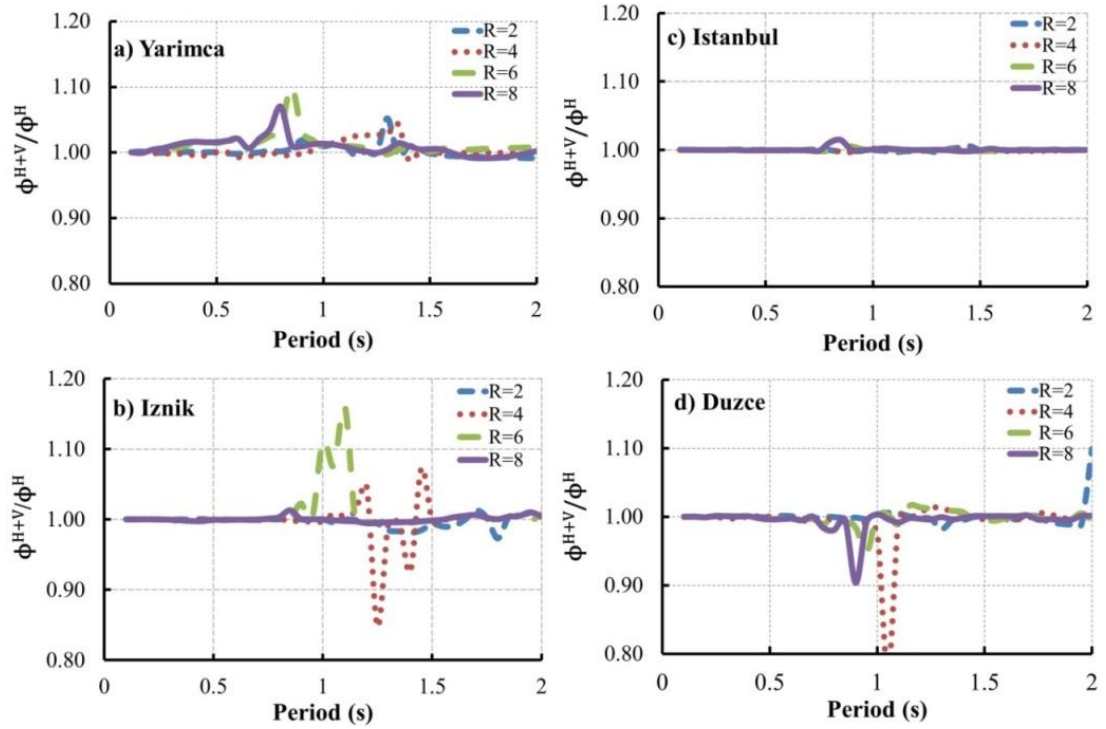 a) Yarimca
R=2
R=4
R=6
R=8
1.20
1.10
1.00
0.90
0.80
ϕH+V/ϕH
0
0.5
1
1.5
2
Period (s)
c) Istanbul
R=2
R=4
R=6
R=8
1.20
1.10
1.00
0.90
0.80
ϕH+V/ϕH
0
0.5
1
1.5
2
Period (s)
b) Iznik
R=2
R=4
R=6
R=8
1.20
1.10
1.00
0.90
0.80
ϕH+V/ϕH
0
0.5
1
1.5
2
Period (s)
d) Duzce
R=2
R=4
R=6
R=8
1.20
1.10
1.00
0.90
0.80
ϕH+V/ϕH
0
0.5
1
1.5
2
Period (s)